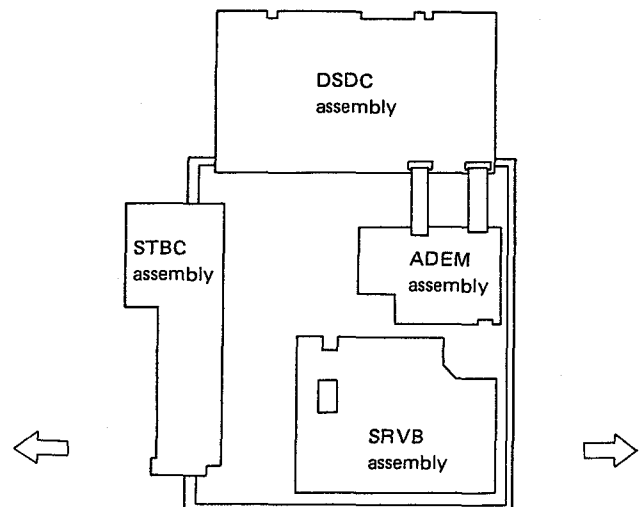 DSDC
assembly
STBC
assembly
ADEM
assembly
SRVB
assembly